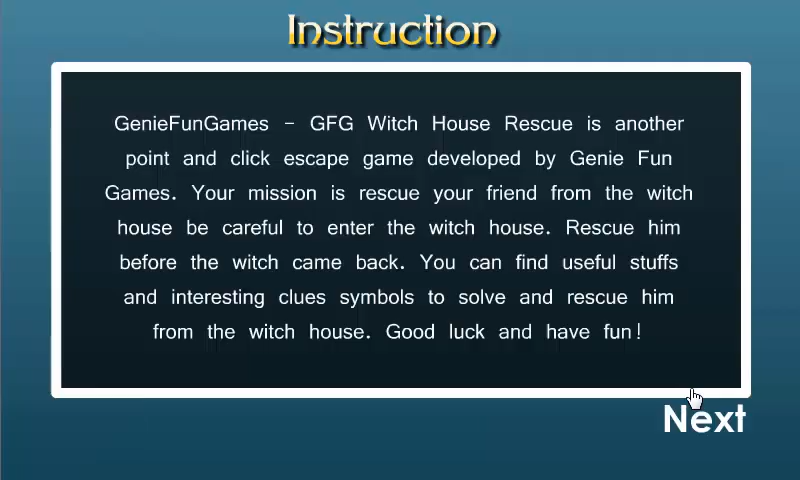 Instruction
GenieFunGames - GFG Witch House Rescue is another
point and click escape game developed by Genie Fun
Games. Your mission is rescue your friend from the witch
house be careful to enter the witch house. Rescue him
before the witch came back. You can find useful stuffs
and interesting clues symbols to solve and rescue him
from the witch house. Good luck and have fun!
Next